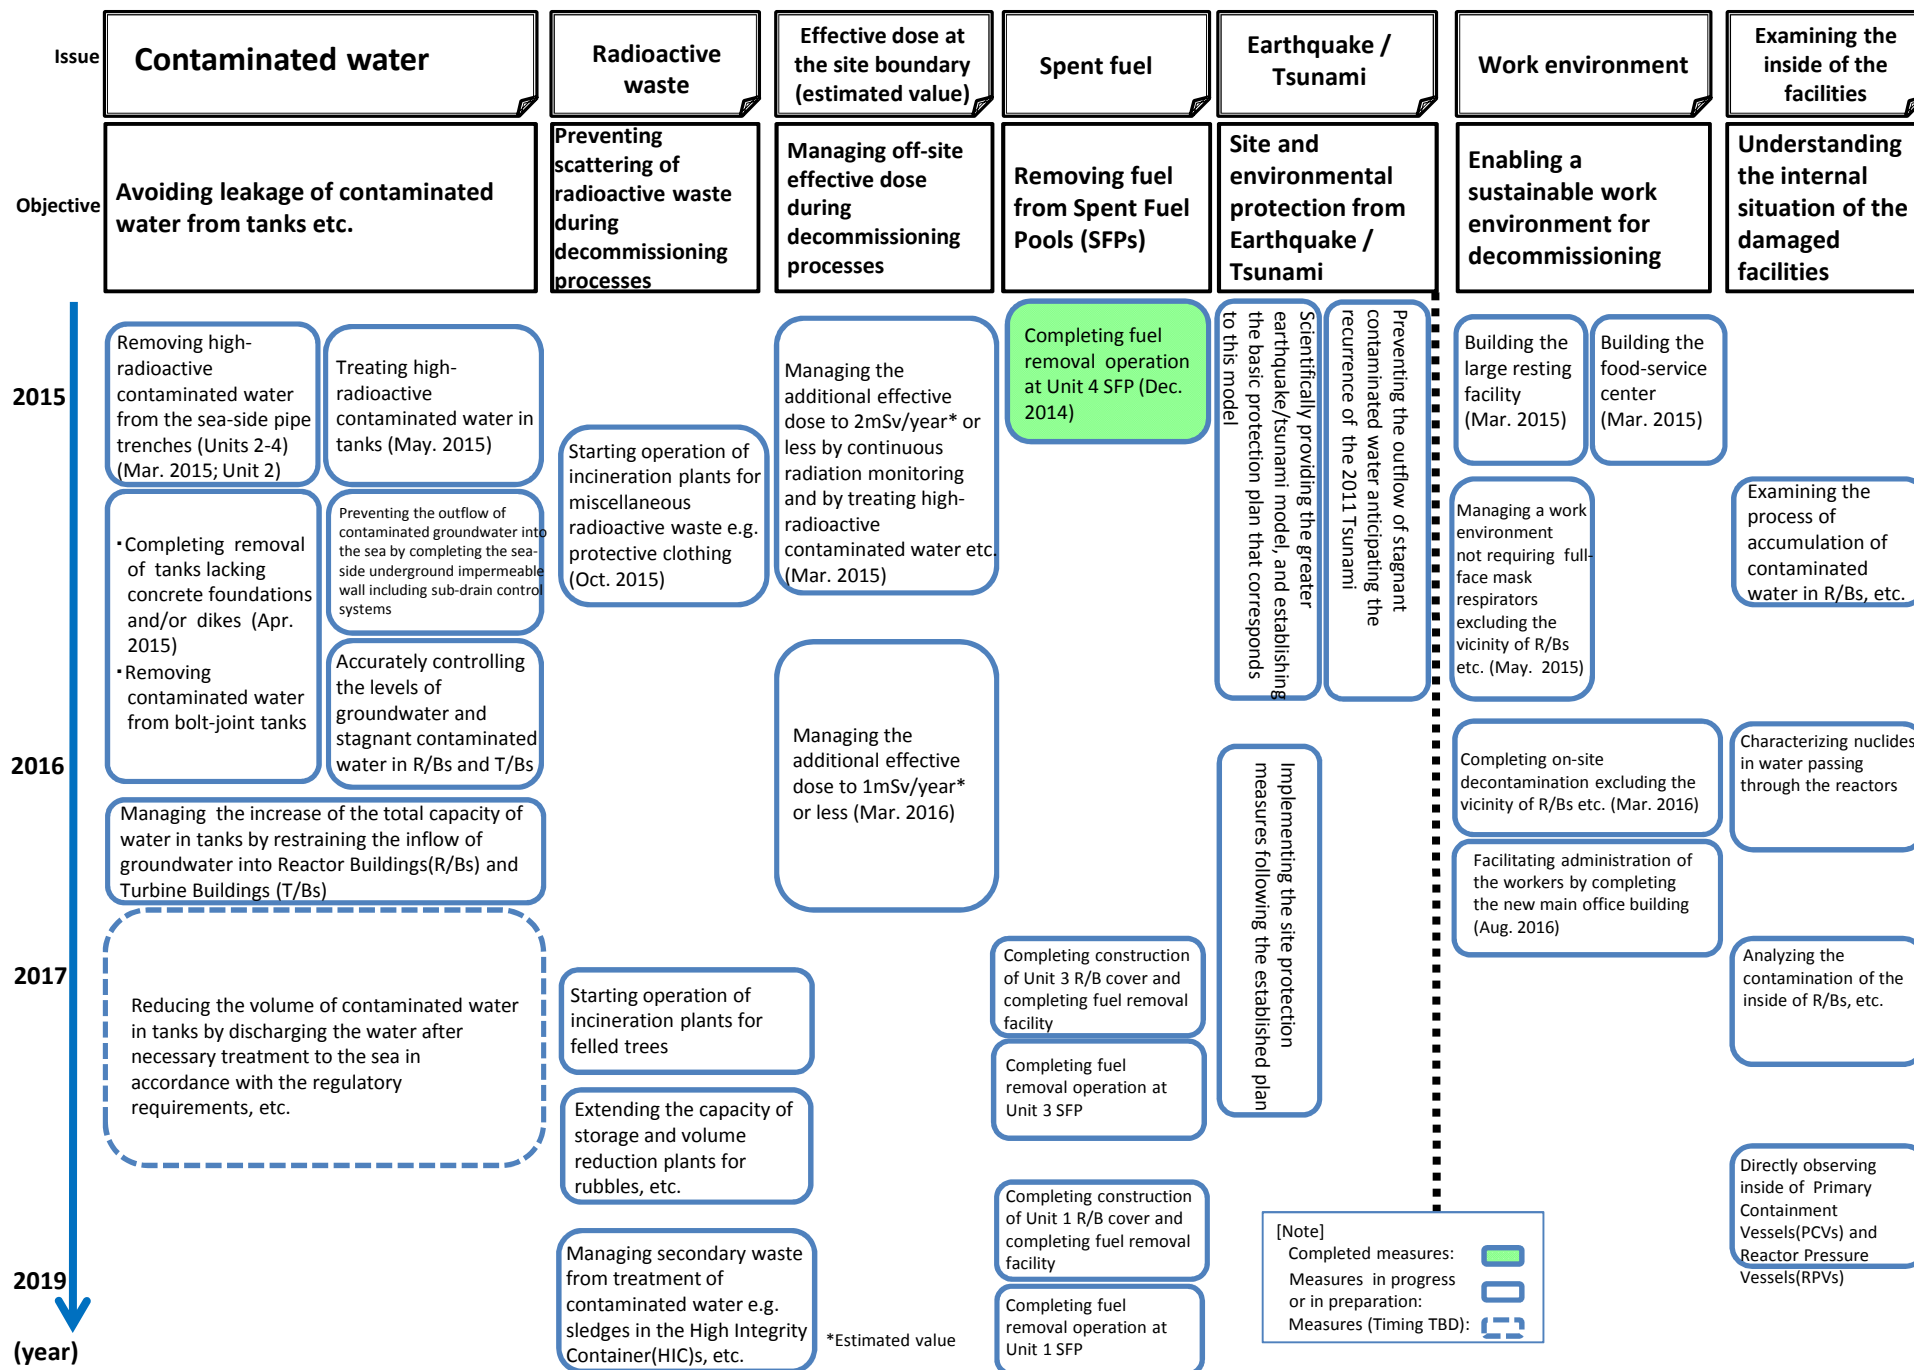 Issue
Contaminated water
Radioactive
waste
Effective dose at
the site boundary
(estimated value)
Spent fuel
Earthquake /
Tsunami
Work environment
Examining the
inside of the
facilities
Objective
Avoiding leakage of contaminated
water from tanks etc.
Preventing
scattering of
radioactive waste
during
decommissioning
processes
Managing off-site
effective dose
during
decommissioning
processes
Removing fuel
from Spent Fuel
Pools (SFPs)
Site and
environmental
protection from
Earthquake /
Tsunami
Enabling a
sustainable work
environment for
decommissioning
Understanding
the internal
situation of the
damaged
facilities
2015
2016
2017
2019
(year)
Removing high-
radioactive
contaminated water
from the sea-side pipe
trenches (Units 2-4)
(Mar. 2015; Unit 2)
Treating high-
radioactive
contaminated water in
tanks (May. 2015)
・Completing removal
of tanks lacking
concrete foundations
and/or dikes (Apr.
2015)
・Removing
contaminated water
from bolt-joint tanks
Preventing the outflow of
contaminated groundwater into
the sea by completing the sea-
side underground impermeable
wall including sub-drain control
systems
Accurately controlling
the levels of
groundwater and
stagnant contaminated
water in R/Bs and T/Bs
Managing the increase of the total capacity of
water in tanks by restraining the inflow of
groundwater into Reactor Buildings(R/Bs) and
Turbine Buildings (T/Bs)
Reducing the volume of contaminated water
in tanks by discharging the water after
necessary treatment to the sea in
accordance with the regulatory
requirements, etc.
Starting operation of
incineration plants for
miscellaneous
radioactive waste e.g.
protective clothing
(Oct. 2015)
Starting operation of
incineration plants for
felled trees
Extending the capacity of
storage and volume
reduction plants for
rubbles, etc.
Managing secondary waste
from treatment of
contaminated water e.g.
sledges in the High Integrity
Container(HIC)s, etc.
Managing the
additional effective
dose to 2mSv/year* or
less by continuous
radiation monitoring
and by treating high-
radioactive
contaminated water etc.
(Mar. 2015)
Managing the
additional effective
dose to 1mSv/year*
or less (Mar. 2016)
*Estimated value
Completing fuel
removal operation
at Unit 4 SFP (Dec.
2014)
Completing construction
of Unit 3 R/B cover and
completing fuel removal
facility
Completing fuel
removal operation at
Unit 3 SFP
Completing construction
of Unit 1 R/B cover and
completing fuel removal
facility
Completing fuel
removal operation at
Unit 1 SFP
Scientifically providing the greater
earthquake/tsunami model, and establishing
the basic protection plan that corresponds
to this model
Preventing the outflow of stagnant
contaminated water anticipating the
recurrence of the 2011 Tsunami
Implementing the site protection
measures following the established plan
Building the
large resting
facility
(Mar. 2015)
Building the
food-service
center
(Mar. 2015)
Managing a work
environment
not requiring full-
face mask
respirators
excluding the
vicinity of R/Bs
etc. (May. 2015)
Completing on-site
decontamination excluding the
vicinity of R/Bs etc. (Mar. 2016)
Facilitating administration of
the workers by completing
the new main office building
(Aug. 2016)
Examining the
process of
accumulation of
contaminated
water in R/Bs, etc.
Characterizing nuclides
in water passing
through the reactors
Analyzing the
contamination of the
inside of R/Bs, etc.
Directly observing
inside of Primary
Containment
Vessels(PCVs) and
Reactor Pressure
Vessels(RPVs)
[Note]
Completed measures:
Measures in progress
or in preparation:
Measures (Timing TBD):